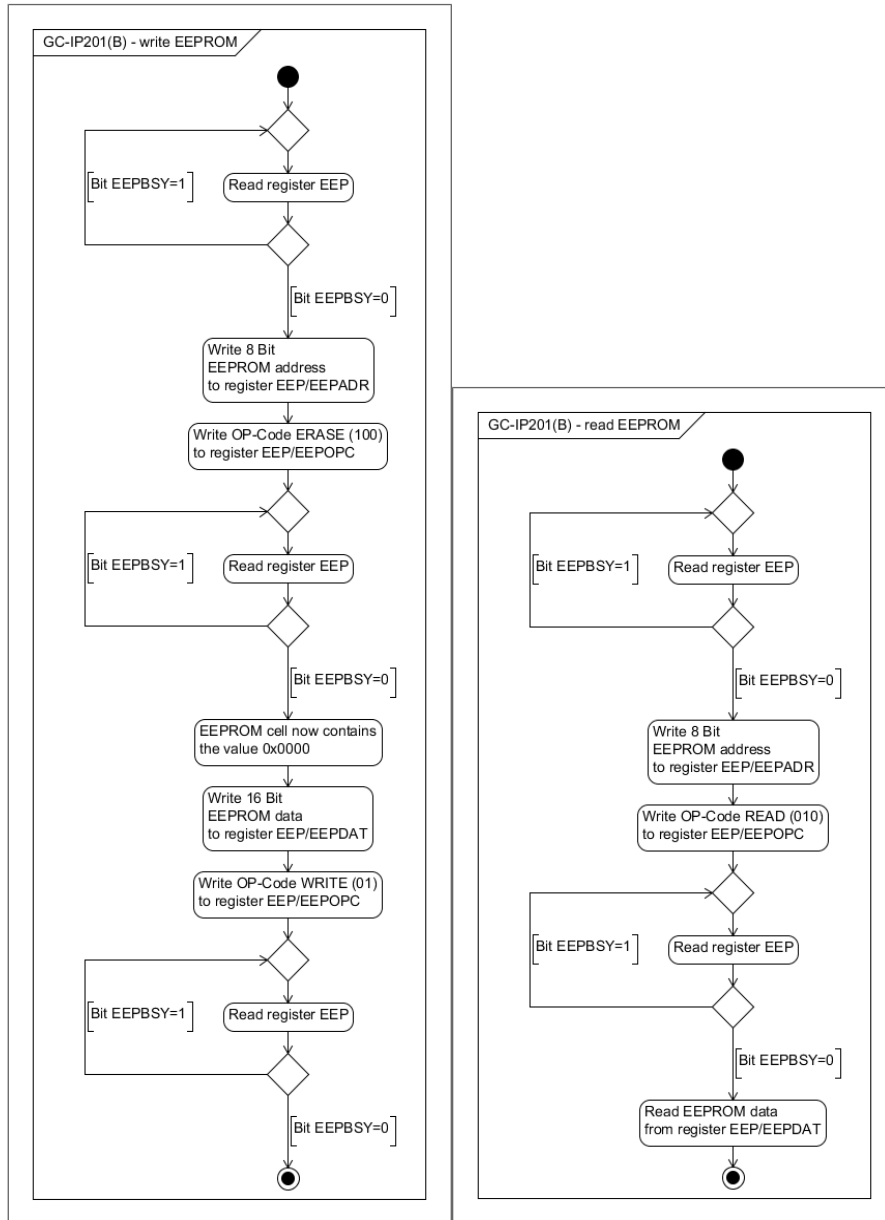 GC-IP201(B) - write EEPROM
Bit EEPBSY=1
Read register EEP
Bit EEPBSY=0
Write 8 Bit
EEPROM address
to register EEP/EEPADR
Write OP-Code ERASE (100)
to register EEP/EEPOPC
Bit EEPBSY=1
Read register EEP
Bit EEPBSY=0
EEPROM cell now contains
the value 0x0000
Write 16 Bit
EEPROM data
to register EEP/EEPDAT
Write OP-Code WRITE (01)
to register EEP/EEPOPC
Bit EEPBSY=1
Read register EEP
Bit EEPBSY=0
GC-IP201(B) - read EEPROM
Bit EEPBSY=1
Read register EEP
Bit EEPBSY=0
Write 8 Bit
EEPROM address
to register EEP/EEPADR
Write OP-Code READ (010)
to register EEP/EEPOPC
Bit EEPBSY=1
Read register EEP
Bit EEPBSY=0
Read EEPROM data
from register EEP/EEPDAT